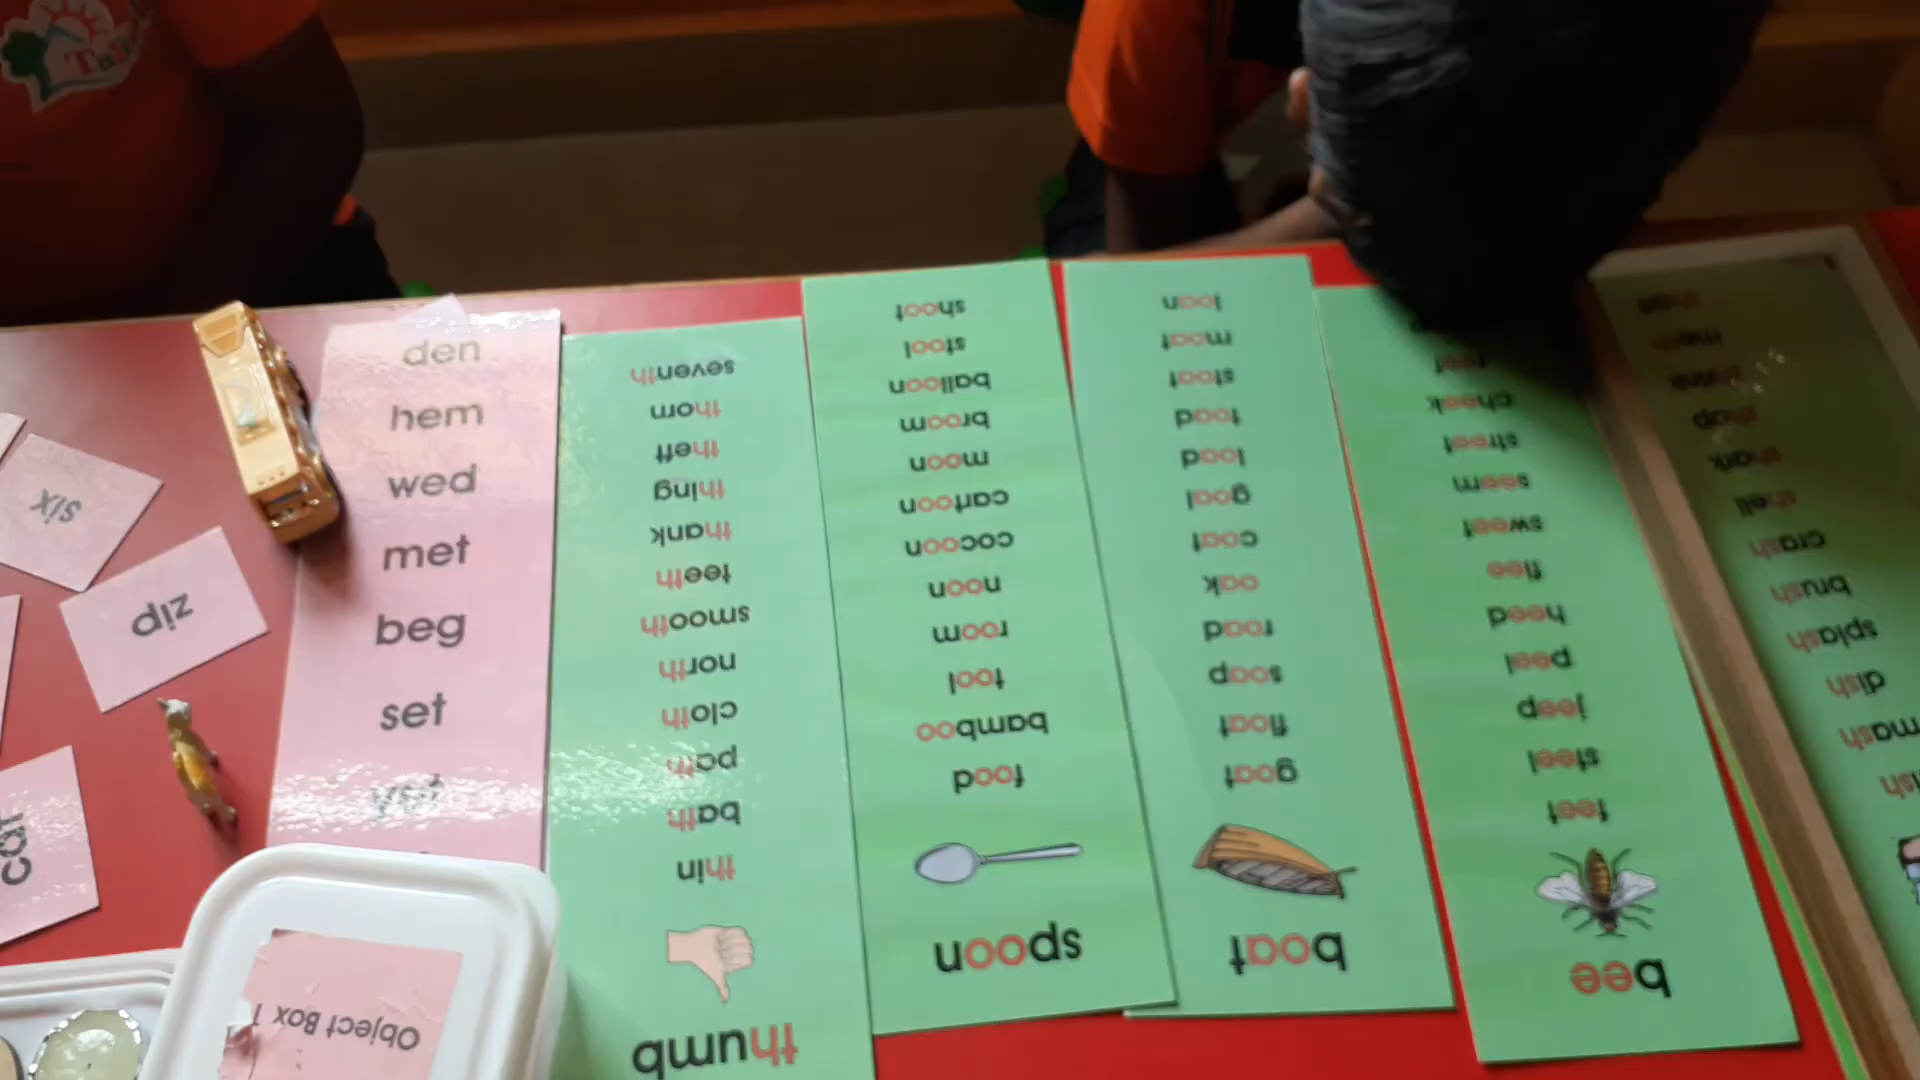 den
hem
wed
met
beg
set
six
zip
Object Box 1
thumb
thin
bath
path
cloth
north
smooth
teeth
thank
thing
theft
thorn
seventh
spoon
food
bamboo
tool
room
noon
cocoon
cartoon
moon
broom
balloon
stool
shoot
boat
goat
float
soap
road
oak
coat
goal
load
toad
stoat
moat
loan
bee
feet
steel
jeep
peel
heed
flee
sweet
seem
street
cheek
dish
splash
brush
crash
shell